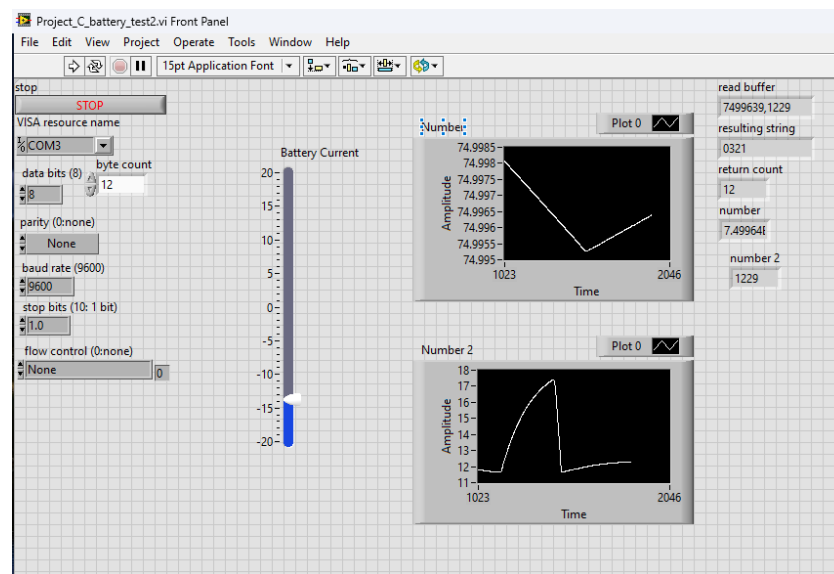 Project_C_battery_test2.vi Front Panel
File Edit View Project Operate Tools Window Help
15pt Application Font
stop
STOP
VISA resource name
COM3
data bits (8)
8
byte count
12
parity (0:none)
None
baud rate (9600)
9600
stop bits (10: 1 bit)
1.0
flow control (0:none)
None
0
Battery Current
20
15
10
5
0
-5
-10
-15
-20
Number
Plot 0
Amplitude
74.9985
74.998
74.9975
74.997
74.9965
74.996
74.9955
74.995
1023 2046
Time
Number 2
Plot 0
Amplitude
18
17
16
15
14
13
12
11
1023 2046
Time
read buffer
7499639,1229
resulting string
0321
return count
12
number
number 2
1229